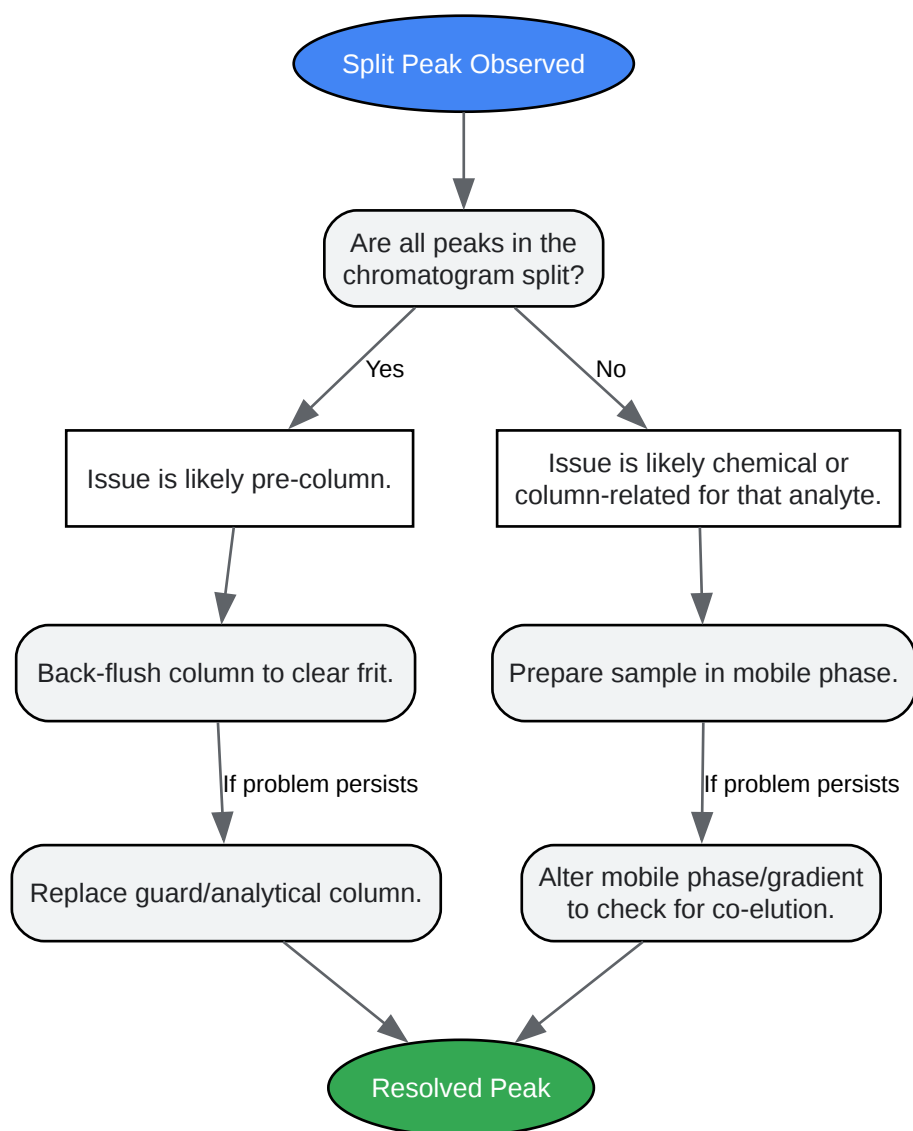 Split Peak Observed
Are all peaks in the
chromatogram split?
Yes
No
Issue is likely pre-column.
Issue is likely chemical or
column-related for that analyte.
Back-flush column to clear frit.
Prepare sample in mobile phase.
If problem persists
If problem persists
Replace guard/analytical column.
Alter mobile phase/gradient
to check for co-elution.
Resolved Peak